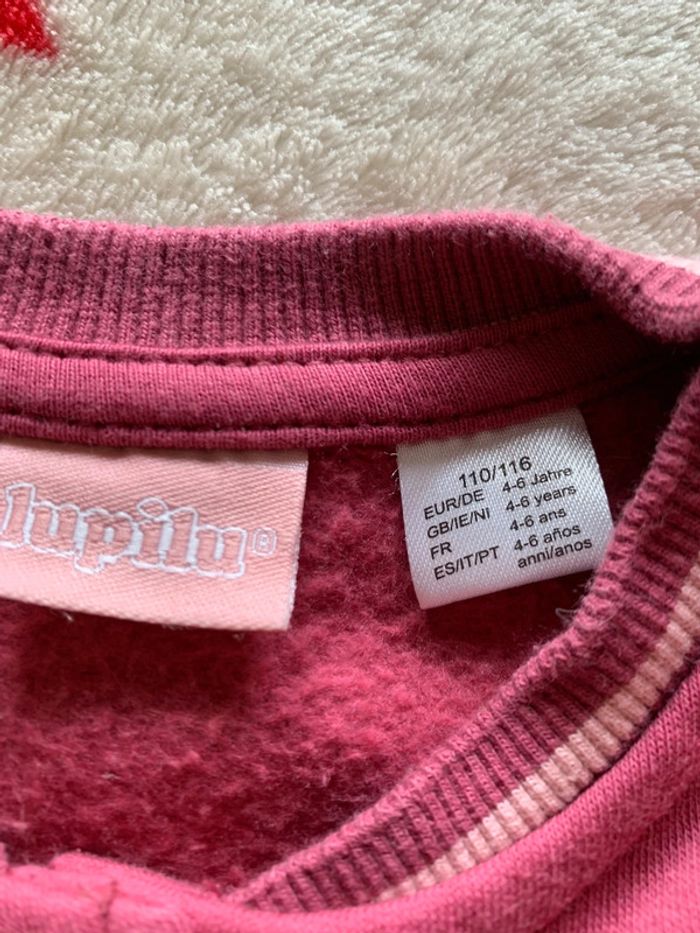 lupilu®
110/116
EUR/DE 4-6 Jahre
GB/IE/NI 4-6 years
FR 4-6 ans
ES/IT/PT 4-6 años
anni/anos